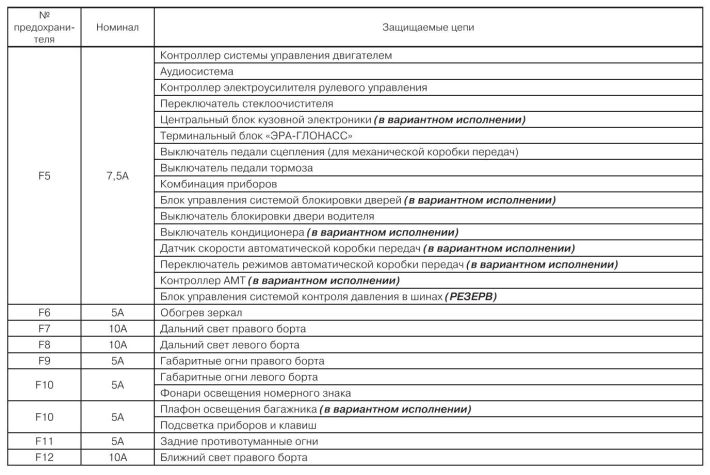 № предохрани-теля Номинал Защищаемые цепи
F5 7,5А Контроллер системы управления двигателем
Аудиосистема
Контроллер электроусилителя рулевого управления
Переключатель стеклоочистителя
Центральный блок кузовной электроники (в вариантном исполнении)
Терминальный блок «ЭРА-ГЛОНАСС»
Выключатель педали сцепления (для механической коробки передач)
Выключатель педали тормоза
Комбинация приборов
Блок управления системой блокировки дверей (в вариантном исполнении)
Выключатель блокировки двери водителя
Выключатель кондиционера (в вариантном исполнении)
Датчик скорости автоматической коробки передач (в вариантном исполнении)
Переключатель режимов автоматической коробки передач (в вариантном исполнении)
Контроллер АМТ (в вариантном исполнении)
Блок управления системой контроля давления в шинах (РЕЗЕРВ)
F6 5А Обогрев зеркал
F7 10А Дальний свет правого борта
F8 10А Дальний свет левого борта
F9 5А Габаритные огни правого борта
F10 5А Габаритные огни левого борта
Фонари освещения номерного знака
F10 5А Плафон освещения багажника (в вариантном исполнении)
Подсветка приборов и клавиш
F11 5А Задние противотуманные огни
F12 10А Ближний свет правого борта